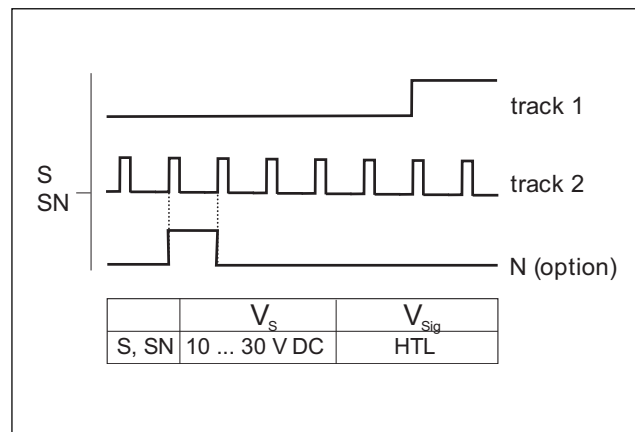 track 1
S
SN
track 2
N (option)
V_S V_Sig
S, SN 10 ... 30 V DC HTL